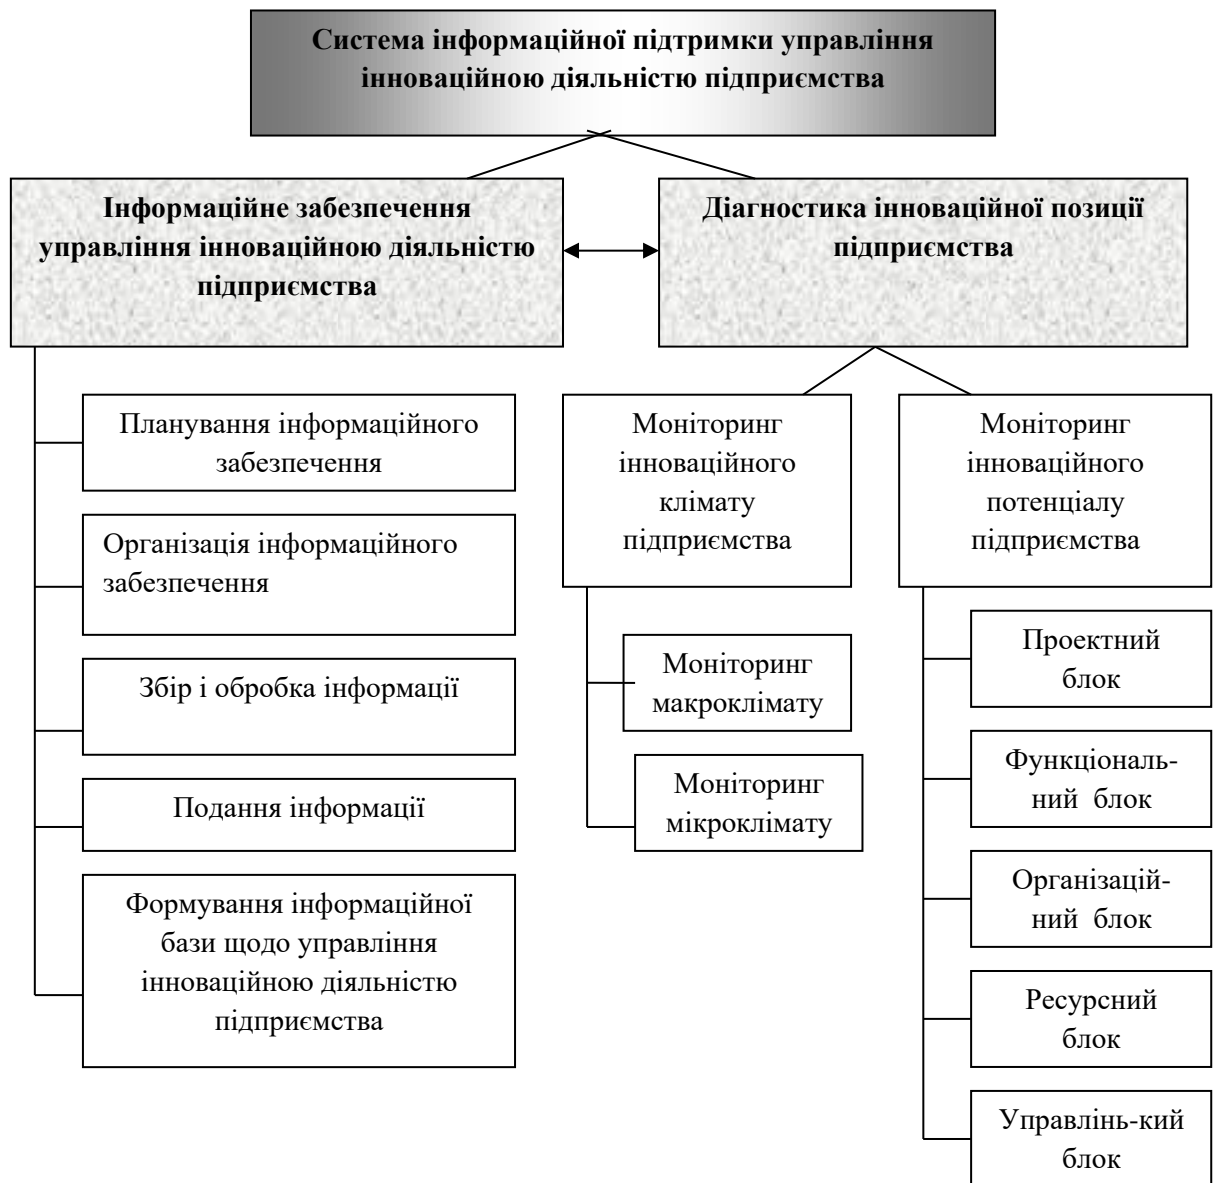 Система інформаційної підтримки управління
інноваційною діяльністю підприємства
Інформаційне забезпечення
управління інноваційною діяльністю
підприємства
Діагностика інноваційної позиції
підприємства
Планування інформаційного
забезпечення
Організація інформаційного
забезпечення
Збір і обробка інформації
Подання інформації
Формування інформаційної
бази щодо управління
інноваційною діяльністю
підприємства
Моніторинг
інноваційного
клімату
підприємства
Моніторинг
макроклімату
Моніторинг
мікроклімату
Моніторинг
інноваційного
потенціалу
підприємства
Проектний
блок
Функціональ-
ний блок
Організацій-
ний блок
Ресурсний
блок
Управлінь-кий
блок